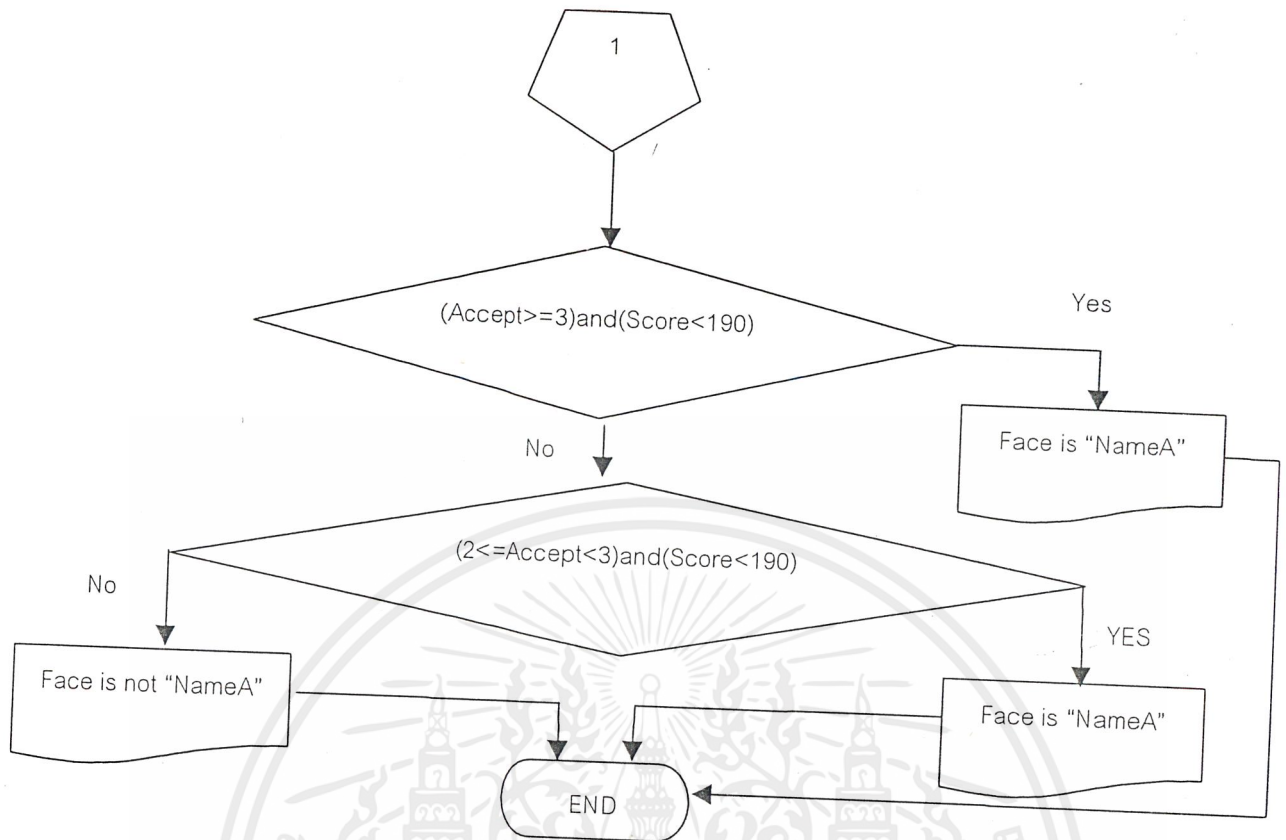 1
(Accept>=3)and(Score<190)
Yes
Face is “NameA”
No
(2<=Accept<3)and(Score<190)
No
YES
Face is not “NameA”
Face is “NameA”
END